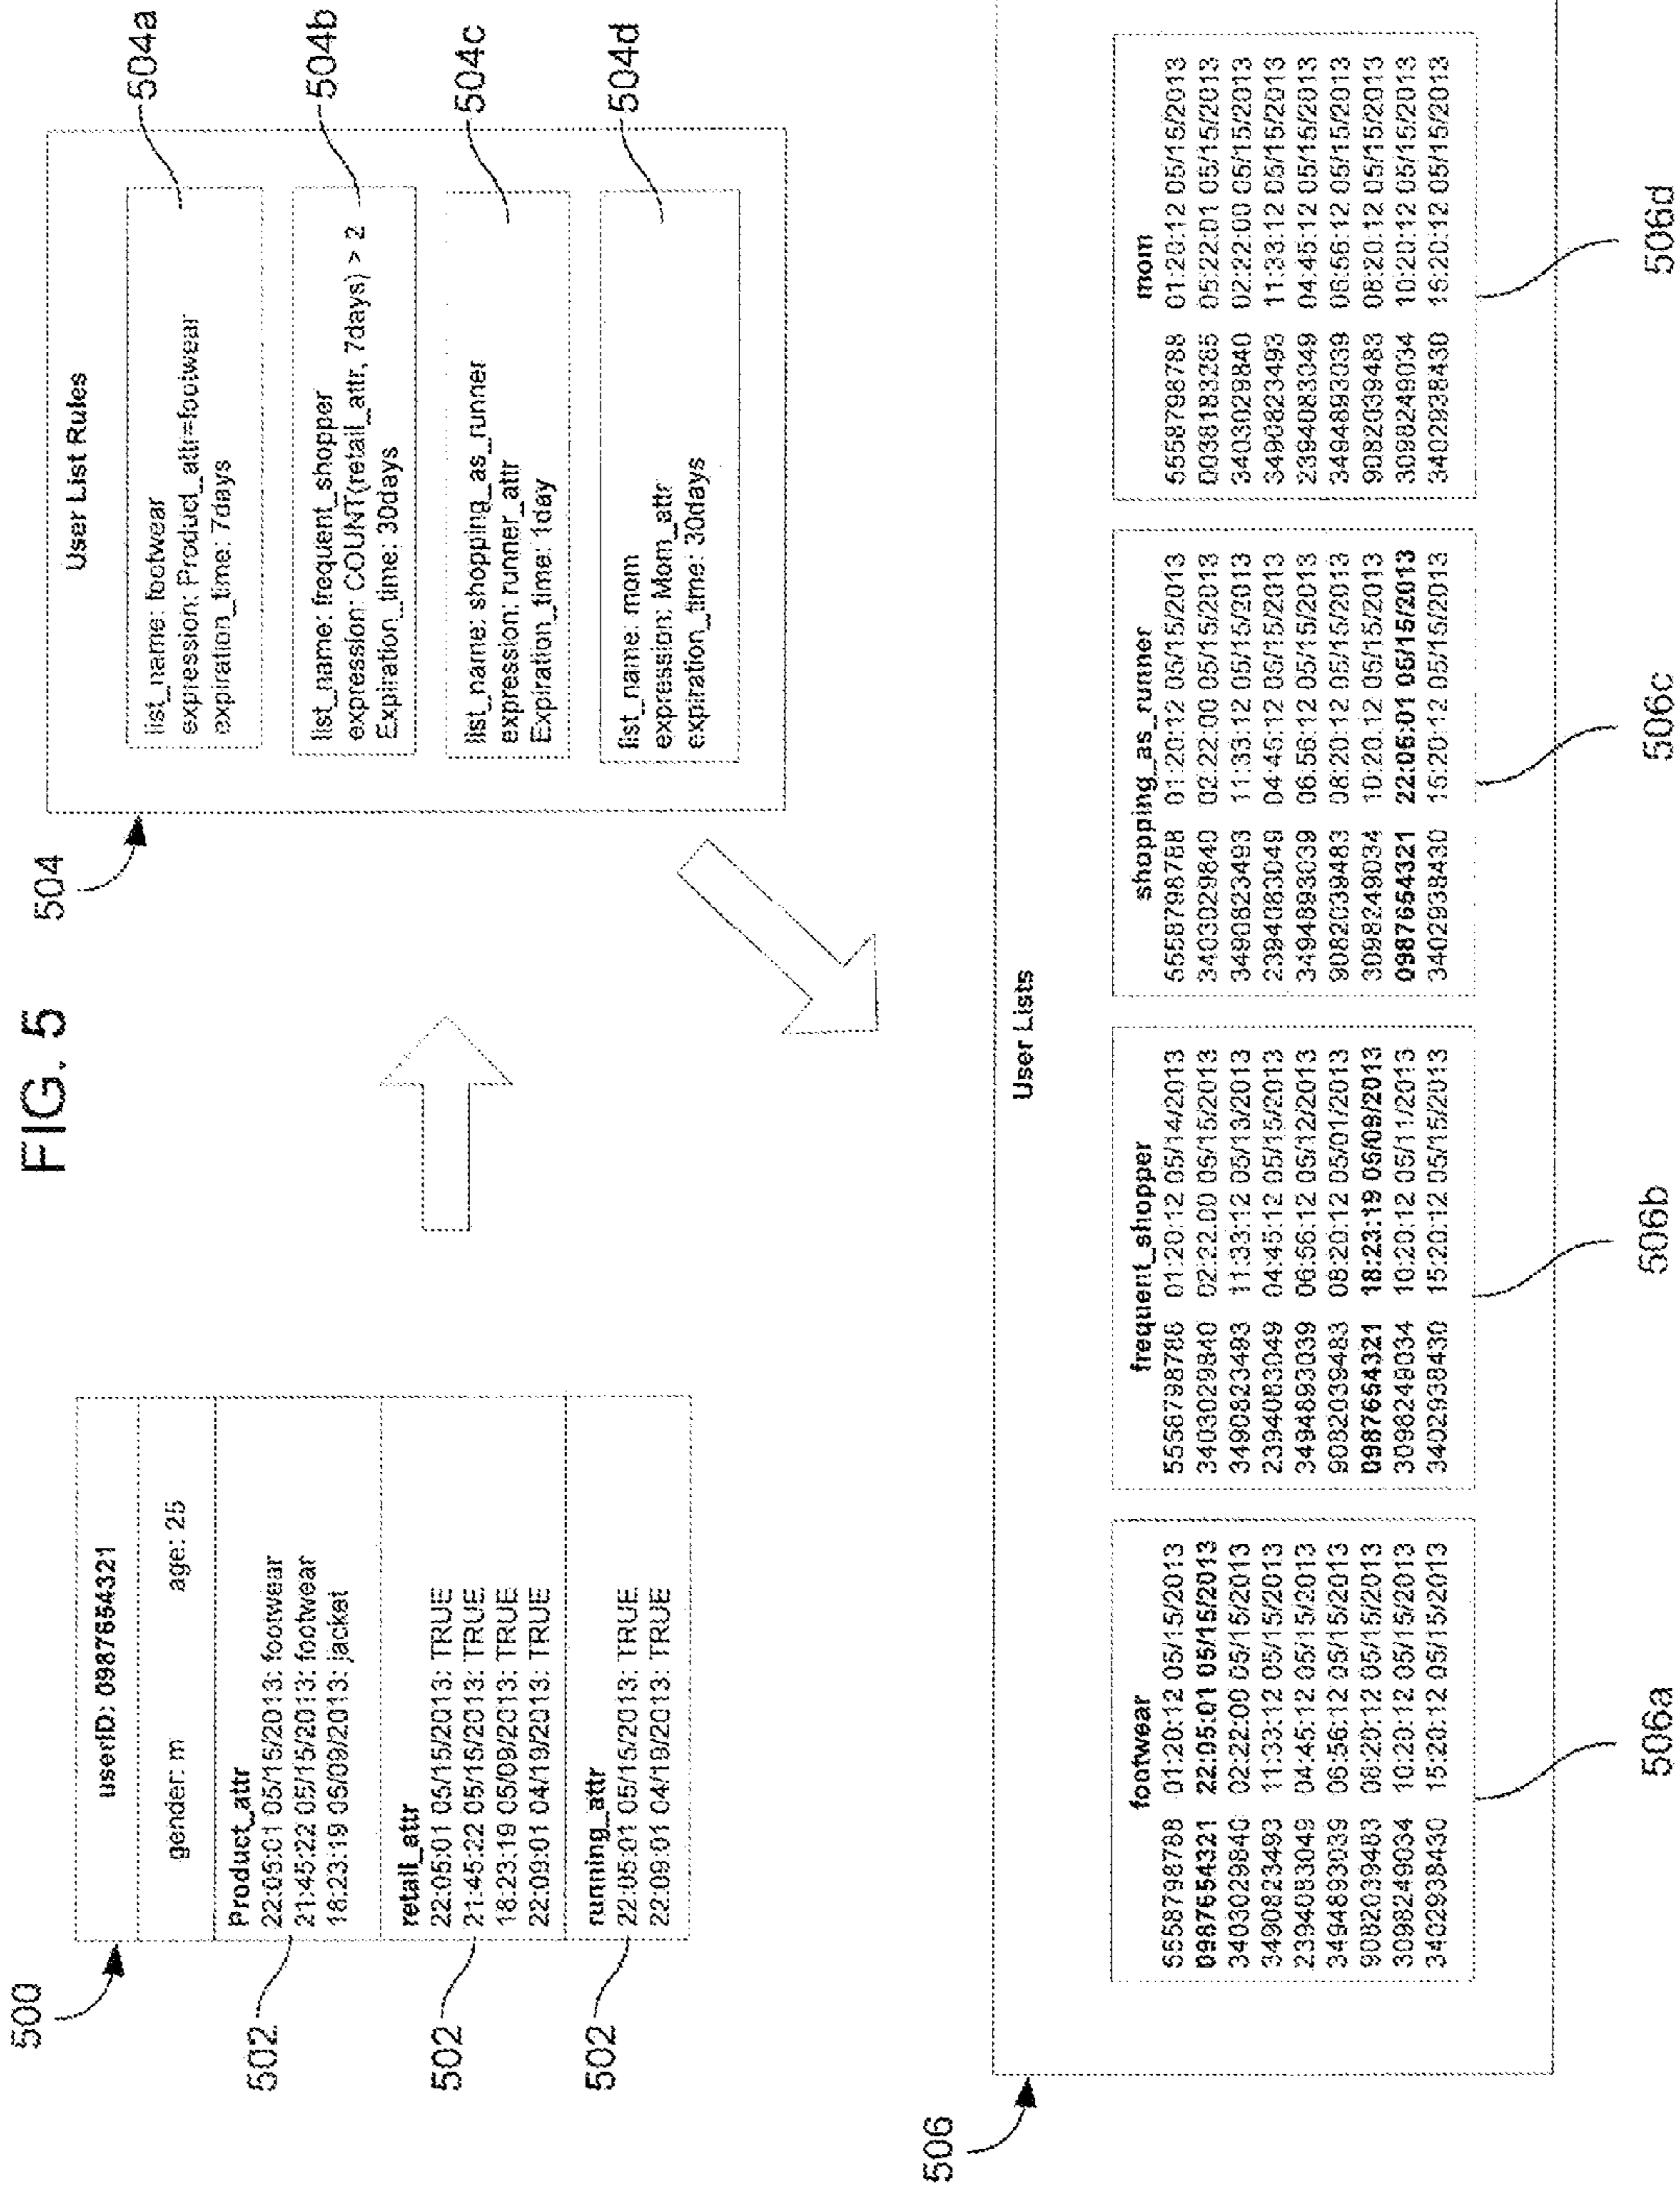 FIG. 5
500
userID: 0987654321
gender: m age: 25
Product_attr
22:05:01 05/15/2013: footwear
21:45:22 05/15/2013: footwear
18:23:19 05/09/2013: jacket
502
retail_attr
22:05:01 05/15/2013: TRUE
21:45:22 05/15/2013: TRUE
18:23:19 05/09/2013: TRUE
22:09:01 04/19/2013: TRUE
502
running_attr
22:05:01 05/15/2013: TRUE
22:09:01 04/19/2013: TRUE
502
504
User List Rules
list_name: footwear
expression: Product_attr=footwear
expiration_time: 7days
504a
list_name: frequent_shopper
expression: COUNT(retail_attr, 7days) > 2
Expiration_time: 30days
504b
list_name: shopping_as_runner
expression: runner_attr
Expiration_time: 1day
504c
list_name: mom
expression: Mom_attr
expiration_time: 30days
504d
506
User Lists
footwear
5558798788 01:20:12 05/15/2013
0987654321 22:05:01 05/15/2013
3403029840 02:22:00 05/15/2013
3490823493 11:33:12 05/15/2013
2394083049 04:45:12 05/15/2013
3494893039 06:56:12 05/15/2013
9082039483 08:20:12 05/15/2013
3098249034 10:20:12 05/15/2013
3402938430 15:20:12 05/15/2013
506a
frequent_shopper
5558798788 01:20:12 05/14/2013
3403029840 02:22:00 05/15/2013
3490823493 11:33:12 05/13/2013
2394083049 04:45:12 05/15/2013
3494893039 06:56:12 05/12/2013
9082039483 08:20:12 05/01/2013
0987654321 18:23:19 05/09/2013
3098249034 10:20:12 05/11/2013
3402938430 15:20:12 05/15/2013
506b
shopping_as_runner
5558798788 01:20:12 05/15/2013
3403029840 02:22:00 05/15/2013
3490823493 11:33:12 05/15/2013
2394083049 04:45:12 05/15/2013
3494893039 06:56:12 05/15/2013
9082039483 08:20:12 05/15/2013
3098249034 10:20:12 05/15/2013
0987654321 22:05:01 05/15/2013
3402938430 15:20:12 05/15/2013
506c
mom
5558798788 01:20:12 05/15/2013
0038183265 05:22:01 05/15/2013
3403029840 02:22:00 05/15/2013
3490823493 11:33:12 05/15/2013
2394083049 04:45:12 05/15/2013
3494893039 06:56:12 05/15/2013
9082039483 08:20:12 05/15/2013
3098249034 10:20:12 05/15/2013
3402938430 15:20:12 05/15/2013
506d